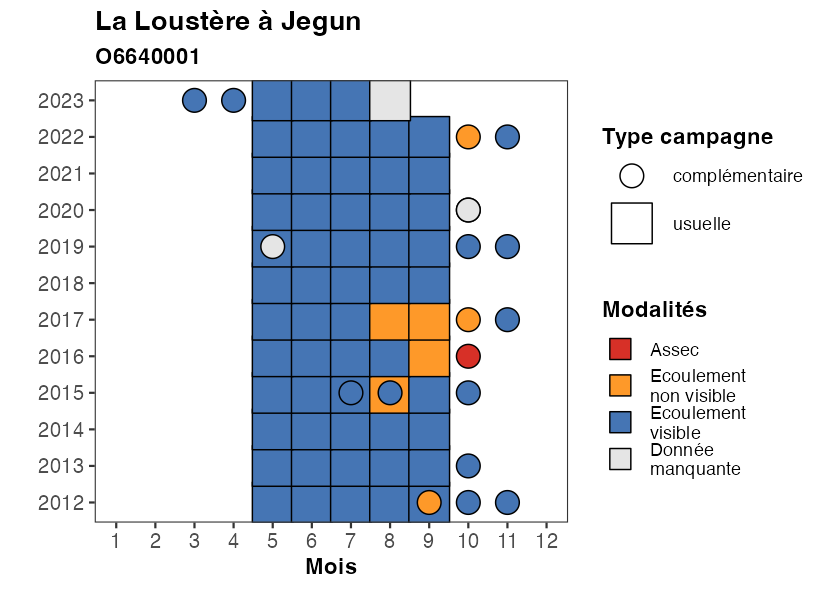 La Loustère à Jegun
O6640001
2023
2022
2021
2020
2019
2018
2017
2016
2015
2014
2013
2012
1 2 3 4 5 6 7 8 9 10 11 12
Mois
Type campagne
complémentaire
usuelle
Modalités
Assec
Ecoulement
non visible
Ecoulement
visible
Donnée
manquante